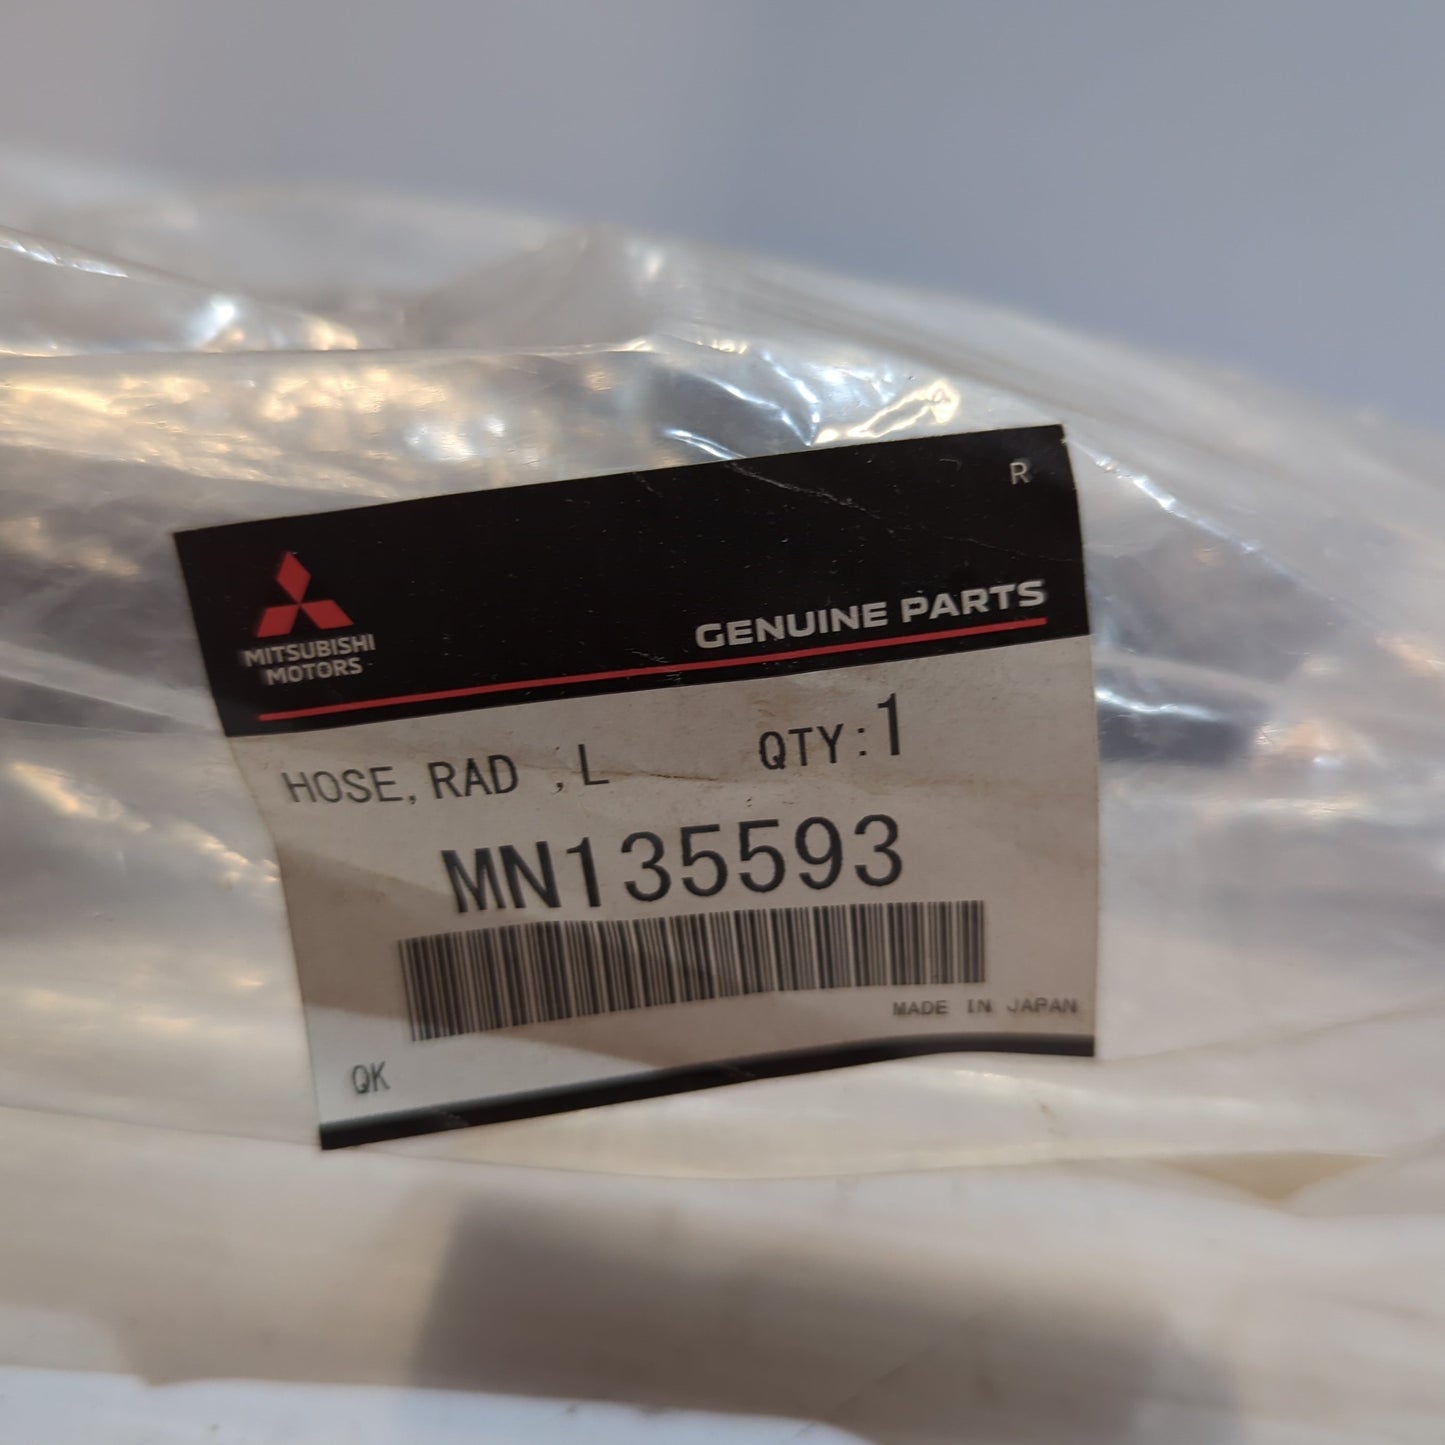 R
MITSUBISHI
MOTORS
GENUINE PARTS
HOSE, RAD , L QTY:1
MN135593
MADE IN JAPAN
QK